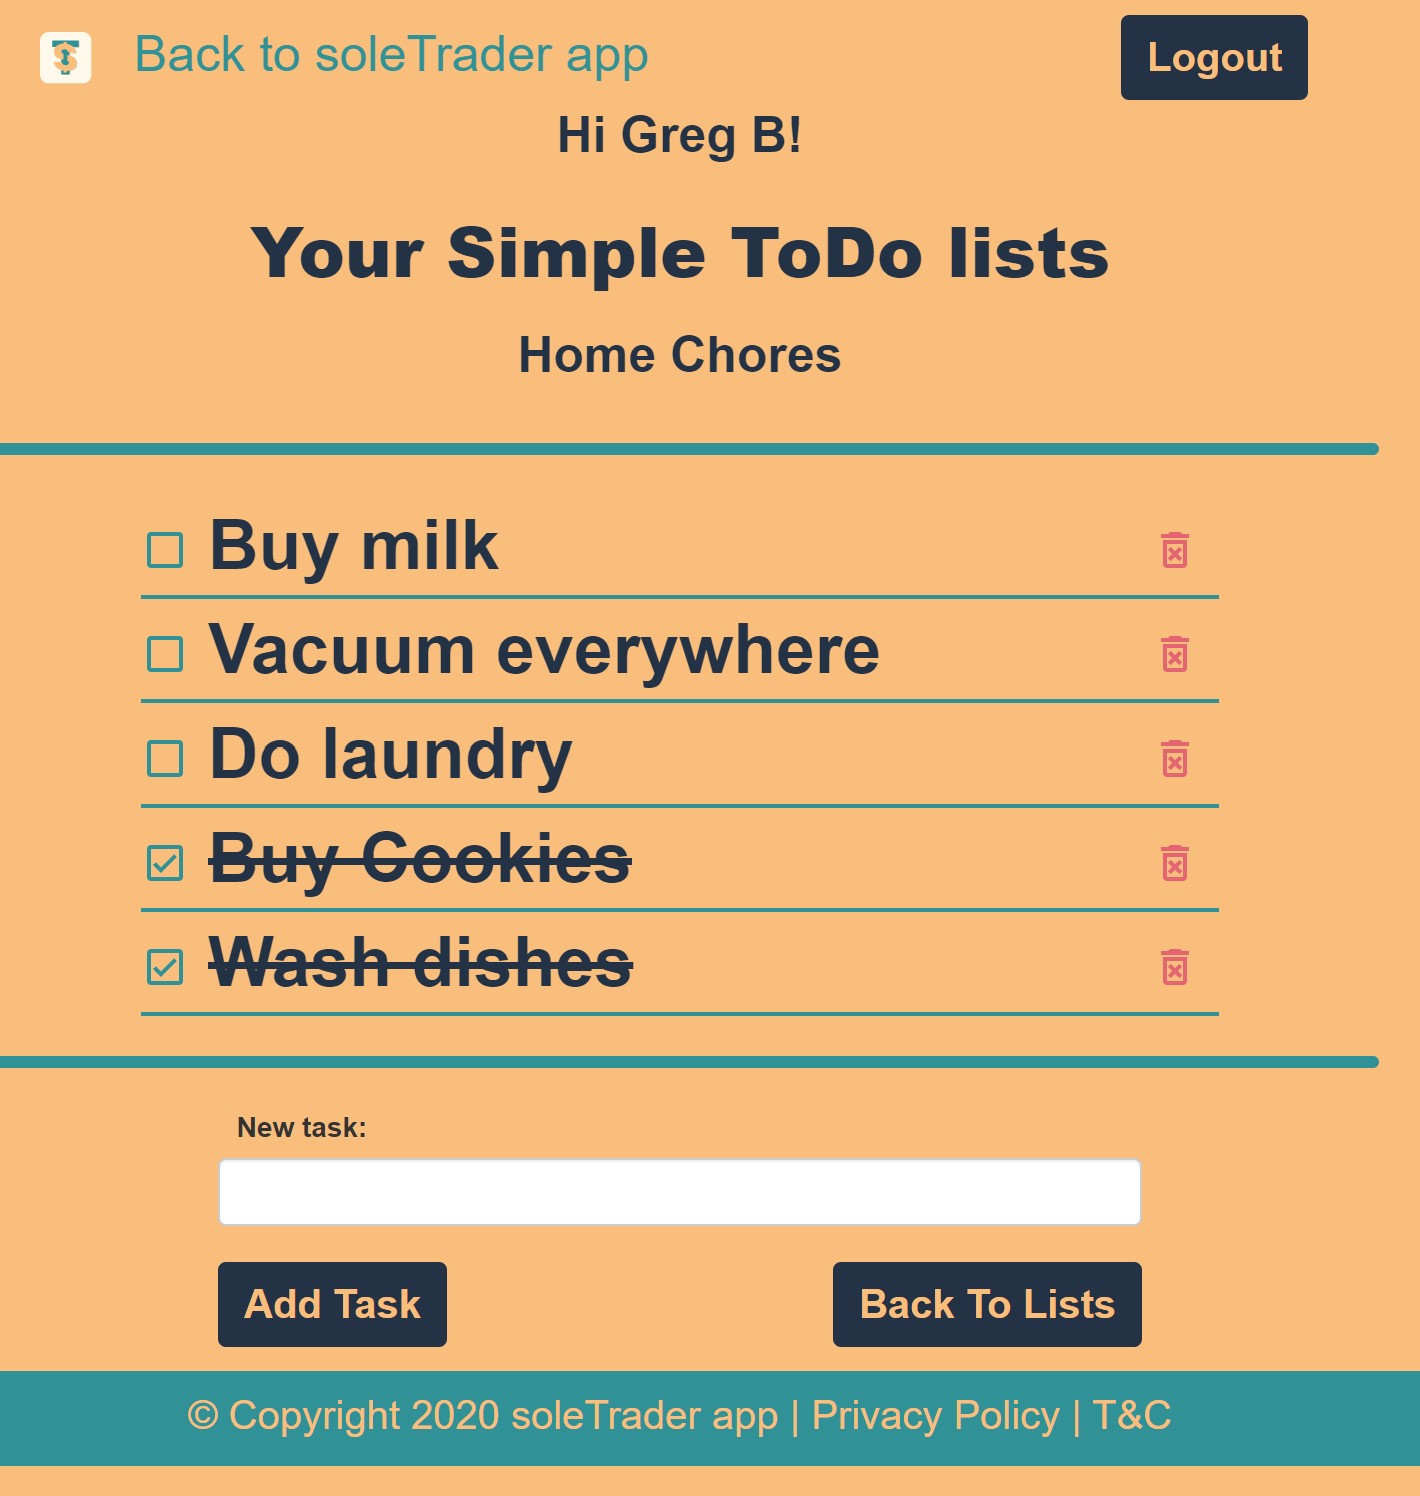 Back to soleTrader app
Logout
Hi Greg B!
Your Simple ToDo lists
Home Chores
Buy milk
Vacuum everywhere
Do laundry
Buy Cookies
Wash dishes
New task:
Add Task
Back To Lists
© Copyright 2020 soleTrader app | Privacy Policy | T&C